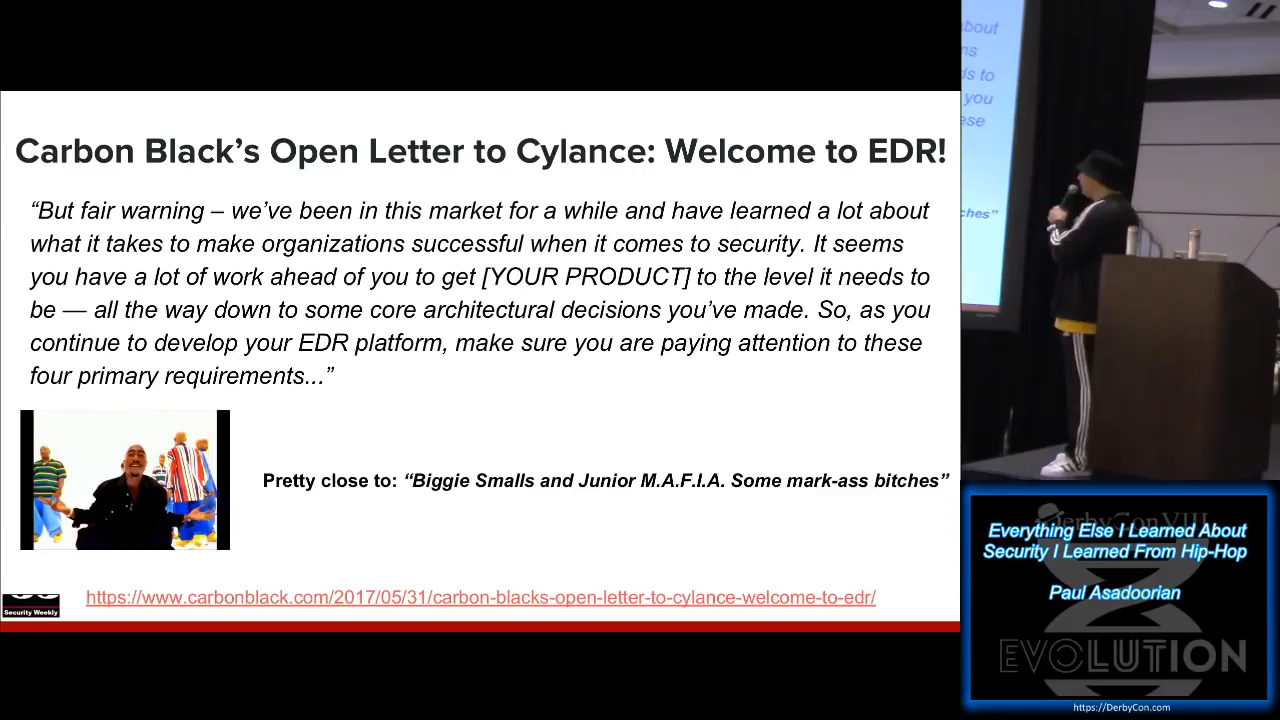 Carbon Black’s Open Letter to Cylance: Welcome to EDR!
“But fair warning – we’ve been in this market for a while and have learned a lot about
what it takes to make organizations successful when it comes to security. It seems
you have a lot of work ahead of you to get [YOUR PRODUCT] to the level it needs to
be — all the way down to some core architectural decisions you’ve made. So, as you
continue to develop your EDR platform, make sure you are paying attention to these
four primary requirements...”
Pretty close to: “Biggie Smalls and Junior M.A.F.I.A. Some mark-ass bitches”
Security Weekly
https://www.carbonblack.com/2017/05/31/carbon-blacks-open-letter-to-cylance-welcome-to-edr/
about
to
you
DerbyCon VIII
Everything Else I Learned About
Security I Learned From Hip-Hop
Paul Asadoorian
EVOLUTION
https://DerbyCon.com